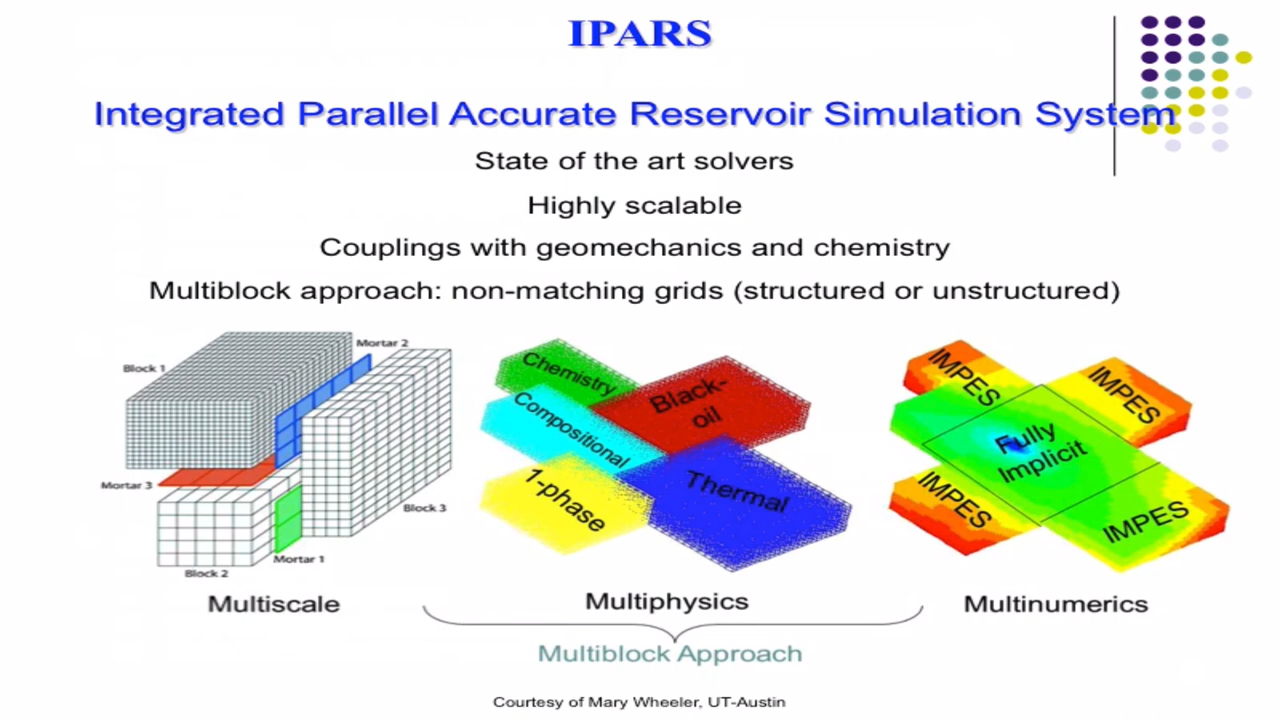 IPARS
Integrated Parallel Accurate Reservoir Simulation System
State of the art solvers
Highly scalable
Couplings with geomechanics and chemistry
Multiblock approach: non-matching grids (structured or unstructured)
Block 1
Mortar 2
Mortar 3
Block 3
Mortar 1
Block 2
Chemistry
Black-
oil
Compositional
1-phase
Thermal
IMPES
IMPES
Fully
Implicit
IMPES
IMPES
Multiscale
Multiphysics
Multinumerics
Multiblock Approach
Courtesy of Mary Wheeler, UT-Austin